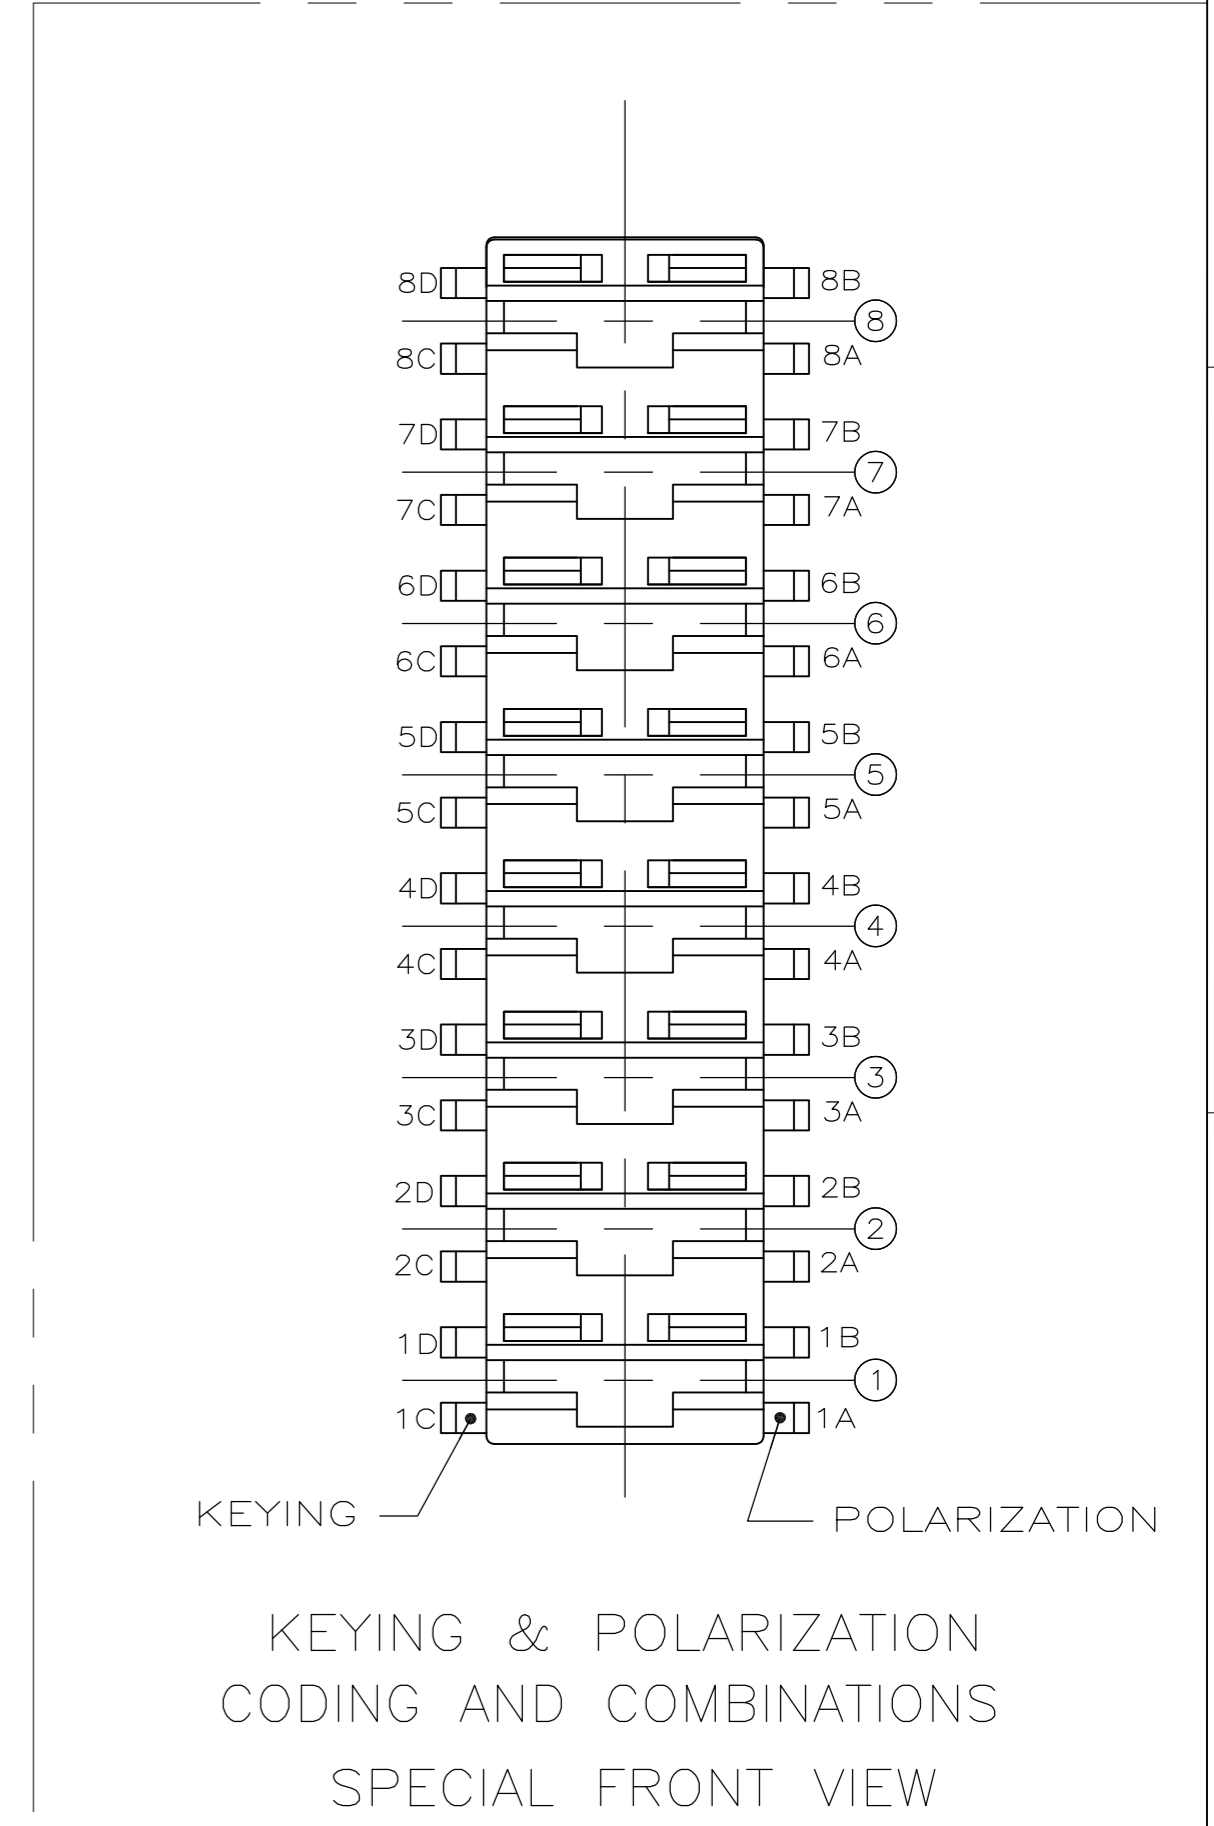 8D 8B
8
8C 8A
7D 7B
7
7C 7A
6D 6B
6
6C 6A
5D 5B
5
5C 5A
4D 4B
4
4C 4A
3D 3B
3
3C 3A
2D 2B
2
2C 2A
1D 1B
1
1C 1A
KEYING POLARIZATION
KEYING & POLARIZATION
CODING AND COMBINATIONS
SPECIAL FRONT VIEW